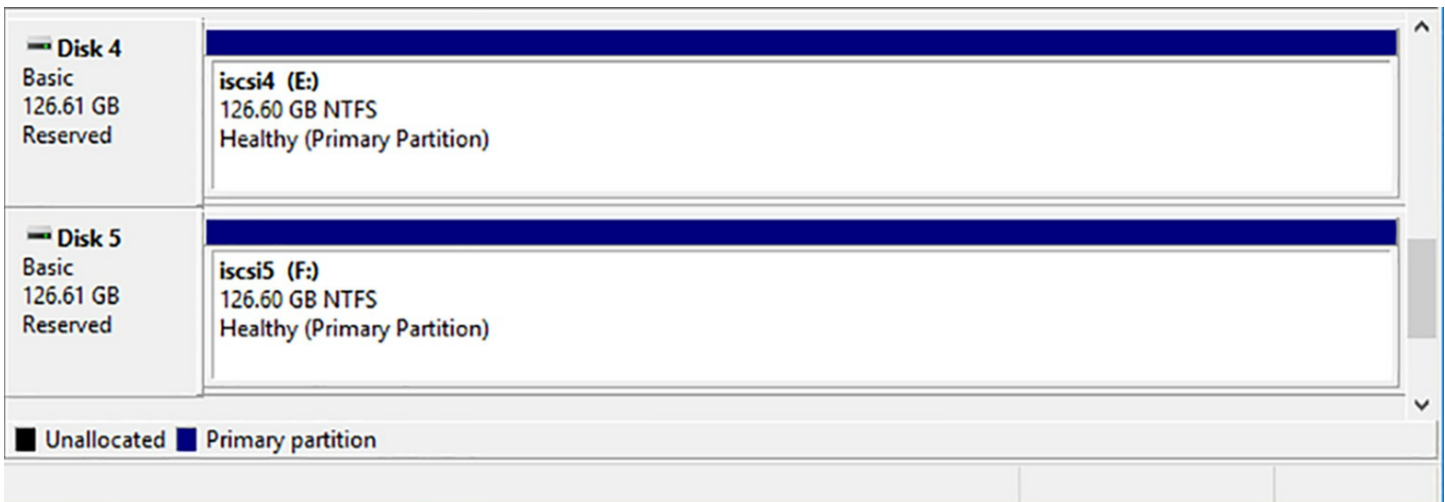 Disk 4
Basic
126.61 GB
Reserved
iscsi4 (E:)
126.60 GB NTFS
Healthy (Primary Partition)
Disk 5
Basic
126.61 GB
Reserved
iscsi5 (F:)
126.60 GB NTFS
Healthy (Primary Partition)
Unallocated Primary partition